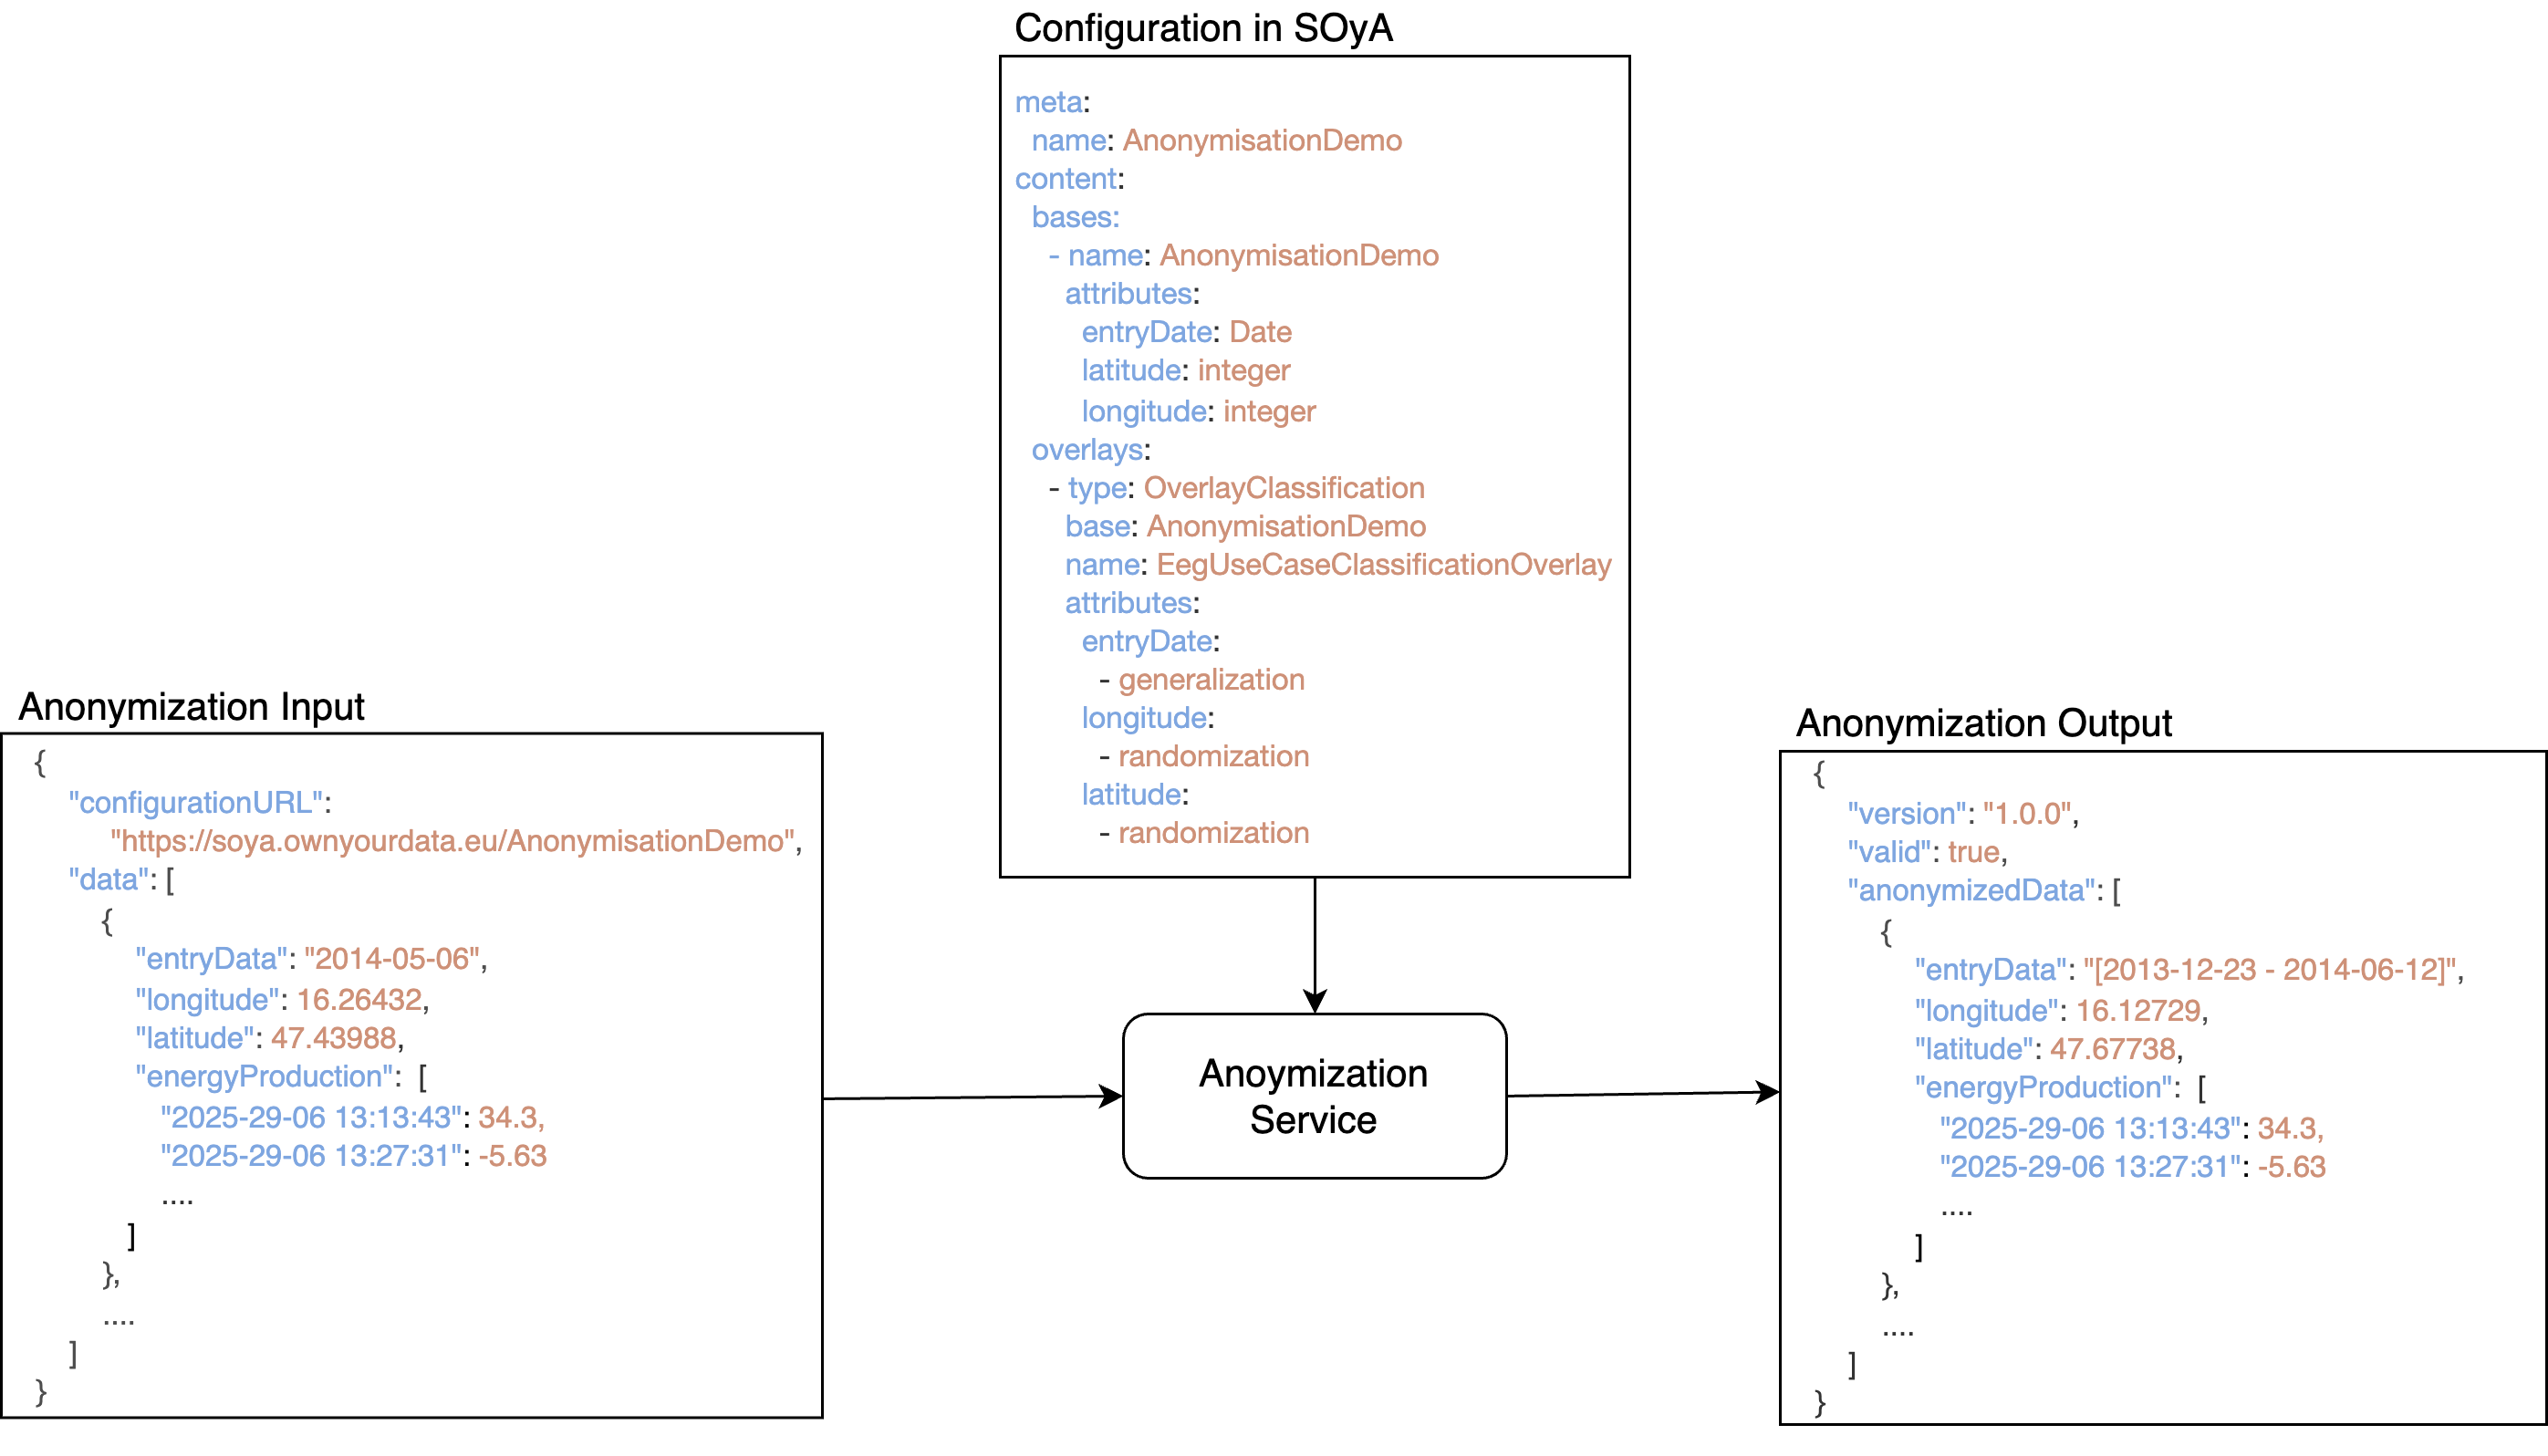 Configuration in SOyA
meta:
name: AnonymisationDemo
content:
bases:
- name: AnonymisationDemo
attributes:
entryDate: Date
latitude: integer
longitude: integer
overlays:
- type: OverlayClassification
base: AnonymisationDemo
name: EegUseCaseClassificationOverlay
attributes:
entryDate:
- generalization
longitude:
- randomization
latitude:
- randomization
Anonymization Input
{
"configurationURL":
"https://soya.ownyourdata.eu/AnonymisationDemo",
"data": [
{
"entryData": "2014-05-06",
"longitude": 16.26432,
"latitude": 47.43988,
"energyProduction": [
"2025-29-06 13:13:43": 34.3,
"2025-29-06 13:27:31": -5.63
....
]
},
....
]
}
Anoymization
Service
Anonymization Output
{
"version": "1.0.0",
"valid": true,
"anonymizedData": [
{
"entryData": "[2013-12-23 - 2014-06-12]",
"longitude": 16.12729,
"latitude": 47.67738,
"energyProduction": [
"2025-29-06 13:13:43": 34.3,
"2025-29-06 13:27:31": -5.63
....
]
},
....
]
}